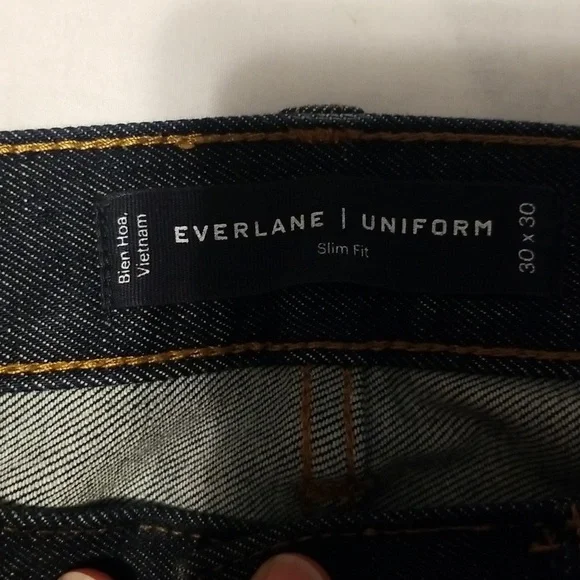 Bien Hoa,
Vietnam
EVERLANE | UNIFORM
Slim Fit
30 x 30